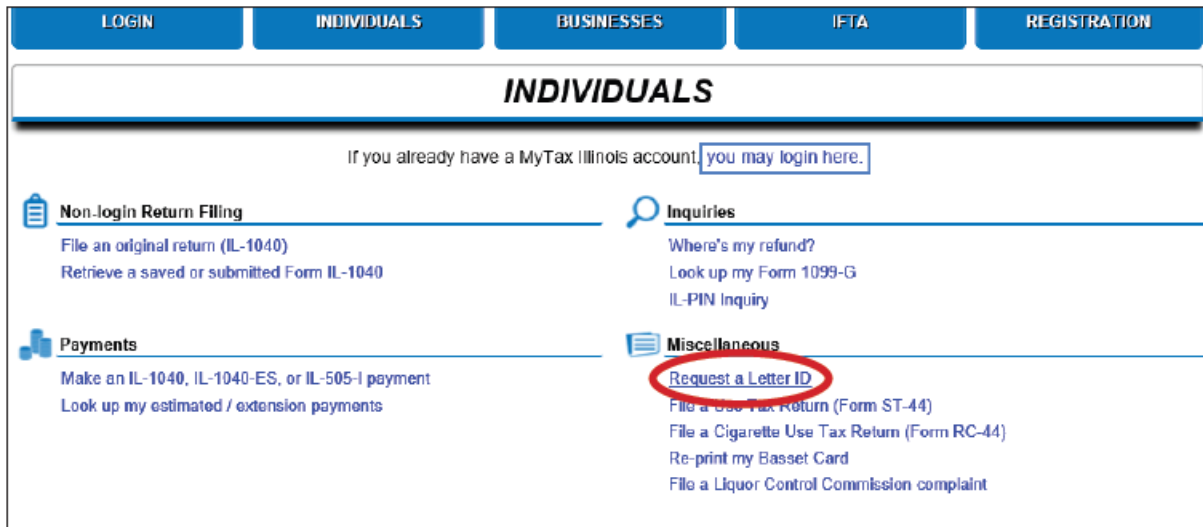 LOGIN INDIVIDUALS BUSINESSES IFTA REGISTRATION
INDIVIDUALS
If you already have a MyTax Illinois account, you may login here.
Non-login Return Filing
File an original return (IL-1040)
Retrieve a saved or submitted Form IL-1040
Inquiries
Where's my refund?
Look up my Form 1099-G
IL-PIN Inquiry
Payments
Make an IL-1040, IL-1040-ES, or IL-505-I payment
Look up my estimated / extension payments
Miscellaneous
Request a Letter ID
File a Use Tax Return (Form ST-44)
File a Cigarette Use Tax Return (Form RC-44)
Re-print my Basset Card
File a Liquor Control Commission complaint